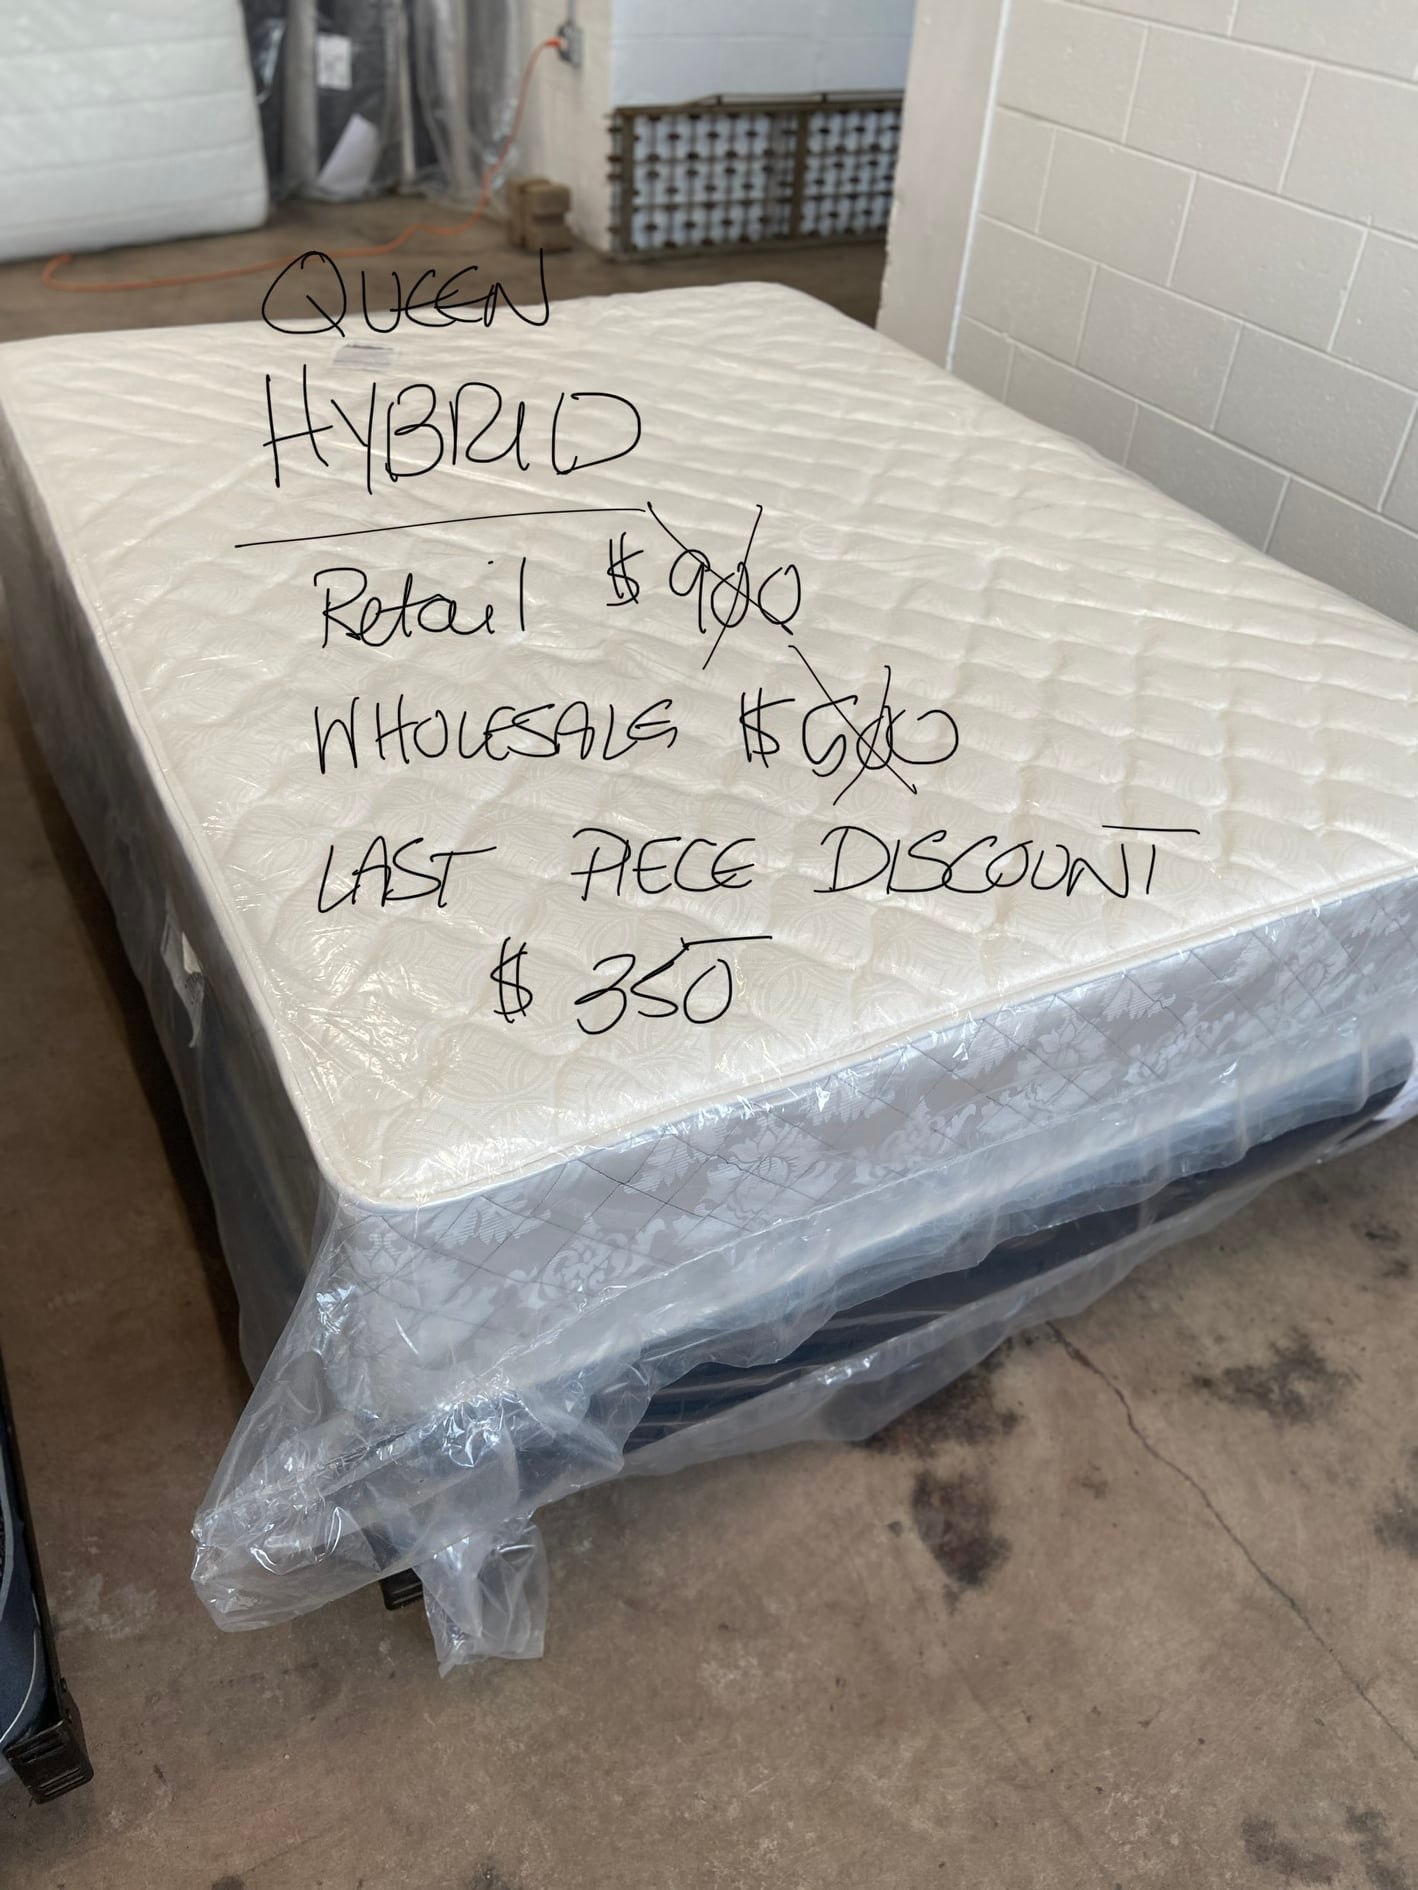 QUEEN
HYBRID
Retail $900
WHOLESALE $500
LAST PIECE DISCOUNT
$350